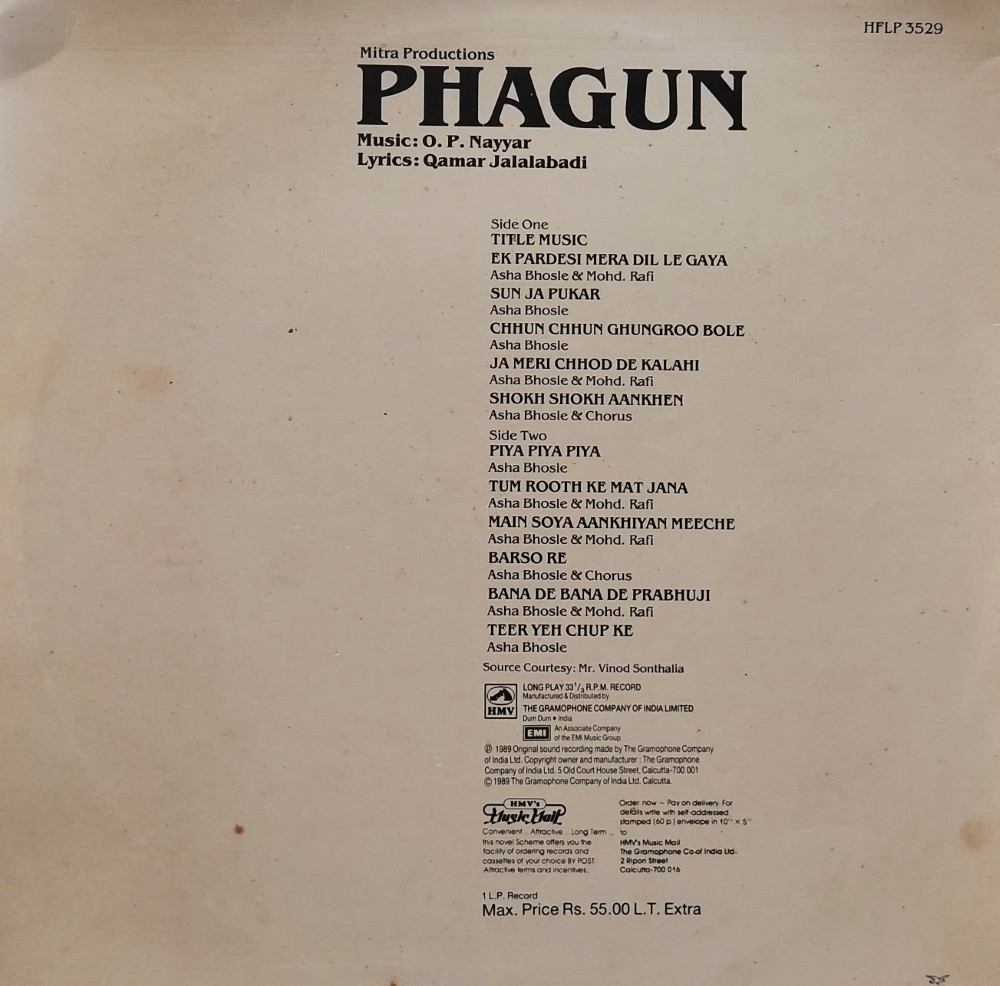 HFLP 3529
Mitra Productions
PHAGUN
Music: O. P. Nayyar
Lyrics: Qamar Jalalabadi
Side One
TITLE MUSIC
EK PARDESI MERA DIL LE GAYA
Asha Bhosle & Mohd. Rafi
SUN JA PUKAR
Asha Bhosle
CHHUN CHHUN GHUNGROO BOLE
Asha Bhosle
JA MERI CHHOD DE KALAHI
Asha Bhosle & Mohd. Rafi
SHOKH SHOKH AANKHEN
Asha Bhosle & Chorus
Side Two
PIYA PIYA PIYA
Asha Bhosle
TUM ROOTH KE MAT JANA
Asha Bhosle & Mohd. Rafi
MAIN SOYA AANKHIYAN MEECHE
Asha Bhosle & Mohd. Rafi
BARSO RE
Asha Bhosle & Chorus
BANA DE BANA DE PRABHUJI
Asha Bhosle & Mohd. Rafi
TEER YEH CHUP KE
Asha Bhosle
Source Courtesy: Mr. Vinod Sonthalia
HMV
LONG PLAY 33 1/3 R.P.M. RECORD
Manufactured & Distributed by
THE GRAMOPHONE COMPANY OF INDIA LIMITED
Dum Dum • India
EMI
An Associate Company
of the EMI Music Group.
℗ 1989 Original sound recording made by The Gramophone Company
of India Ltd. Copyright owner and manufacturer : The Gramophone
Company of India Ltd. 5 Old Court House Street, Calcutta-700 001
© 1989 The Gramophone Company of India Ltd. Calcutta.
HMV's
Music Mail
Convenient .. Attractive .. Long Term ..
this novel Scheme offers you the
facility of ordering records and
cassettes of your choice BY POST.
Attractive terms and incentives.
Order now – Pay on delivery. For
details write with self-addressed
stamped (60 p.) envelope in 10" × 5"
to
HMV's Music Mail
The Gramophone Co.of India Ltd.
2 Ripon Street
Calcutta-700 016
1 L.P. Record
Max. Price Rs. 55.00 L.T. Extra